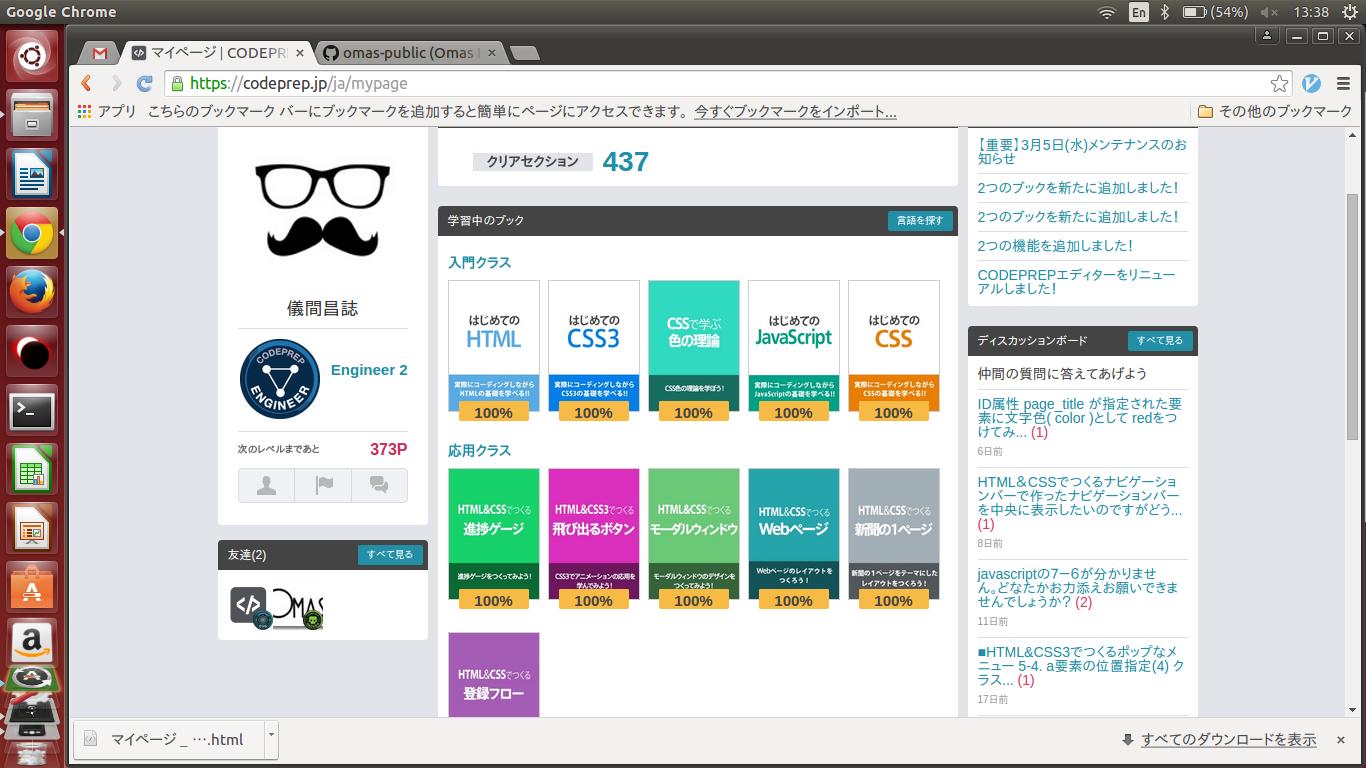 Google Chrome
En
(54%)
13:38
マイページ | CODEPRE
omas-public (Omas
https://codeprep.jp/ja/mypage
アプリ
こちらのブックマーク バーにブックマークを追加すると簡単にページにアクセスできます。
今すぐブックマークをインポート...
その他のブックマーク
儀間昌誌
CODEPREP
ENGINEER
Engineer 2
次のレベルまであと
373P
友達(2)
すべて見る
OMAS
クリアセクション
437
学習中のブック
言語を探す
入門クラス
はじめての
HTML
実際にコーディングしながら
HTMLの基礎を学べる!!
100%
はじめての
CSS3
実際にコーディングしながら
CSS3の基礎を学べる!!
100%
CSSで学ぶ
色の理論
CSS色の理論を学ぼう!
100%
はじめての
JavaScript
実際にコーディングしながら
JavaScriptの基礎を学べる!!
100%
はじめての
CSS
実際にコーディングしながら
CSSの基礎を学べる!!
100%
応用クラス
HTML&CSSでつくる
進捗ゲージ
進捗ゲージをつくってみよう!
100%
HTML&CSS3でつくる
飛び出るボタン
CSS3でアニメーションの応用を
学んでみよう!
100%
HTML&CSSでつくる
モーダルウィンドウ
モーダルウィンドウのデザインを
つくってみよう!
100%
HTML&CSSでつくる
Webページ
Webページのレイアウトを
つくろう!
100%
HTML&CSSでつくる
新聞の1ページ
新聞の1ページをテーマにした
レイアウトをつくろう!
100%
HTML&CSSでつくる
登録フロー
【重要】3月5日(水)メンテナンスのお
知らせ
2つのブックを新たに追加しました!
2つのブックを新たに追加しました!
2つの機能を追加しました!
CODEPREPエディターをリニュー
アルしました!
ディスカッションボード
すべて見る
仲間の質問に答えてあげよう
ID属性 page_title が指定された要
素に文字色( color )として redをつ
けてみ... (1)
6日前
HTML&CSSでつくるナビゲーショ
ンバーで作ったナビゲーションバー
を中央に表示したいのですがどう...
(1)
8日前
javascriptの7−6が分かりませ
ん。どなたかお力添えお願いできま
せんでしょうか? (2)
11日前
■HTML&CSS3でつくるポップなメ
ニュー 5-4. a要素の位置指定(4) ク
ラス... (1)
17日前
マイページ _ ….html
すべてのダウンロードを表示